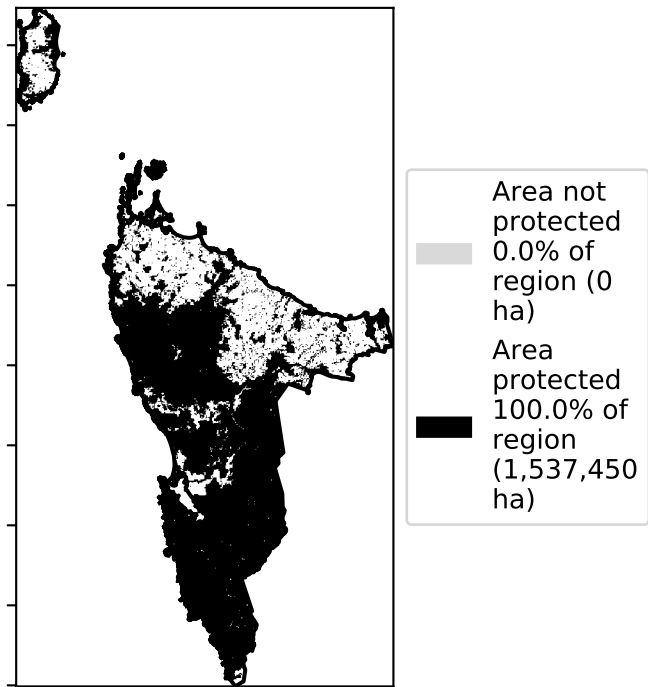 Area not
protected
0.0% of
region (0
ha)
Area
protected
100.0% of
region
(1,537,450
ha)